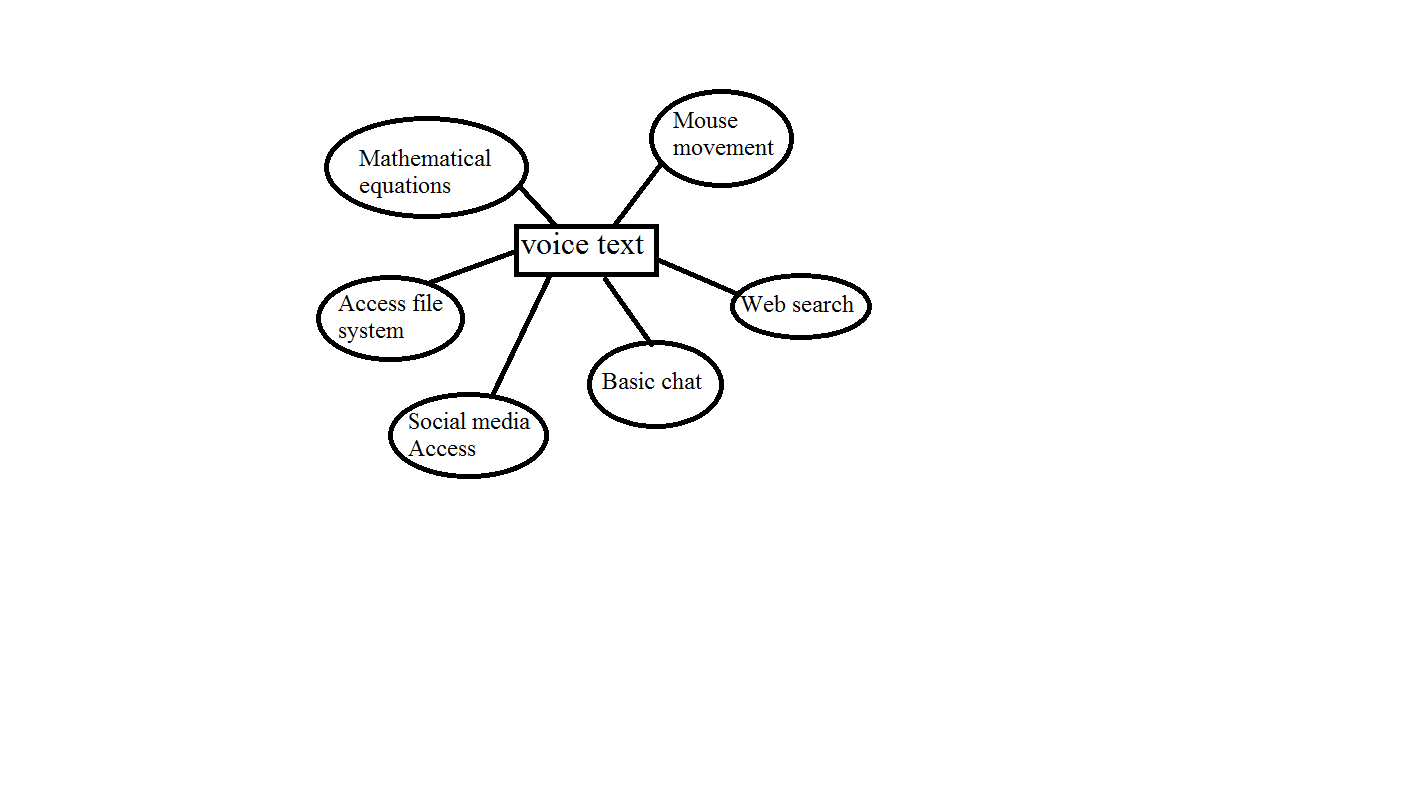 Mouse
movement
Mathematical
equations
voice text
Access file
system
Web search
Basic chat
Social media
Access